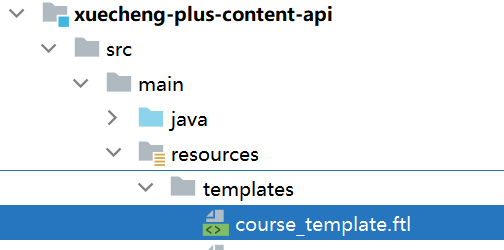 xuecheng-plus-content-api
src
main
java
resources
templates
course_template.ftl